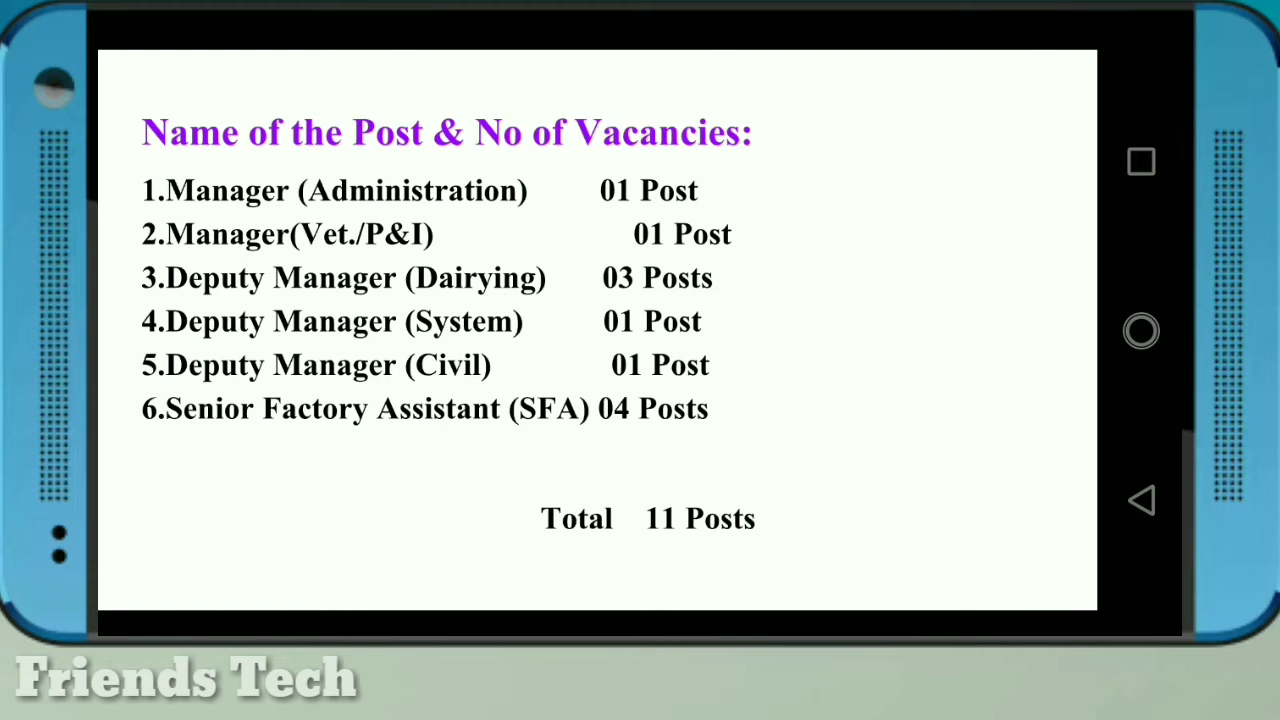 Name of the Post & No of Vacancies:
1.Manager (Administration) 01 Post
2.Manager(Vet./P&I) 01 Post
3.Deputy Manager (Dairying) 03 Posts
4.Deputy Manager (System) 01 Post
5.Deputy Manager (Civil) 01 Post
6.Senior Factory Assistant (SFA) 04 Posts
Total 11 Posts
Friends Tech